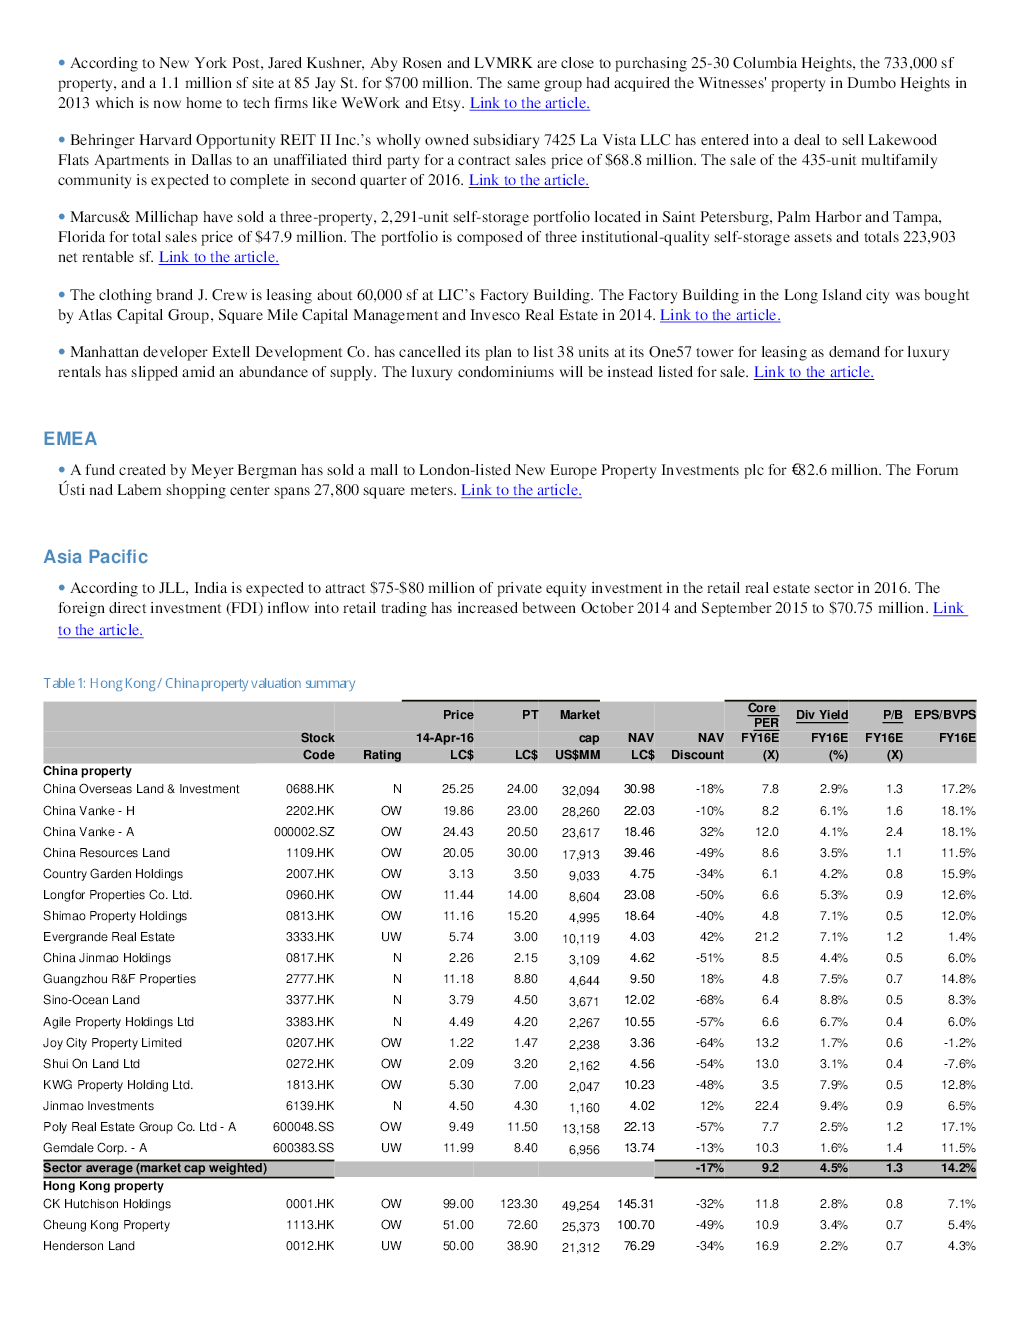 • According to New York Post, Jared Kushner, Aby Rosen and LVMRK are close to purchasing 25-30 Columbia Heights, the 733,000 sf
property, and a 1.1 million sf site at 85 Jay St. for $700 million. The same group had acquired the Witnesses' property in Dumbo Heights in
2013 which is now home to tech firms like WeWork and Etsy. Link to the article.
• Behringer Harvard Opportunity REIT II Inc.’s wholly owned subsidiary 7425 La Vista LLC has entered into a deal to sell Lakewood
Flats Apartments in Dallas to an unaffiliated third party for a contract sales price of $68.8 million. The sale of the 435-unit multifamily
community is expected to complete in second quarter of 2016. Link to the article.
• Marcus& Millichap have sold a three-property, 2,291-unit self-storage portfolio located in Saint Petersburg, Palm Harbor and Tampa,
Florida for total sales price of $47.9 million. The portfolio is composed of three institutional-quality self-storage assets and totals 223,903
net rentable sf. Link to the article.
• The clothing brand J. Crew is leasing about 60,000 sf at LIC’s Factory Building. The Factory Building in the Long Island city was bought
by Atlas Capital Group, Square Mile Capital Management and Invesco Real Estate in 2014. Link to the article.
• Manhattan developer Extell Development Co. has cancelled its plan to list 38 units at its One57 tower for leasing as demand for luxury
rentals has slipped amid an abundance of supply. The luxury condominiums will be instead listed for sale. Link to the article.
EMEA
• A fund created by Meyer Bergman has sold a mall to London-listed New Europe Property Investments plc for €82.6 million. The Forum
Ústi nad Labem shopping center spans 27,800 square meters. Link to the article.
Asia Pacific
• According to JLL, India is expected to attract $75-$80 million of private equity investment in the retail real estate sector in 2016. The
foreign direct investment (FDI) inflow into retail trading has increased between October 2014 and September 2015 to $70.75 million. Link
to the article.
Table 1: Hong Kong / China property valuation summary
Price PT Market Core PER Div Yield P/B EPS/BVPS
Stock 14-Apr-16 cap NAV NAV FY16E FY16E FY16E FY16E
Code Rating LC$ LC$ US$MM LC$ Discount (X) (%) (X)
China property
China Overseas Land & Investment 0688.HK N 25.25 24.00 32,094 30.98 -18% 7.8 2.9% 1.3 17.2%
China Vanke - H 2202.HK OW 19.86 23.00 28,260 22.03 -10% 8.2 6.1% 1.6 18.1%
China Vanke - A 000002.SZ OW 24.43 20.50 23,617 18.46 32% 12.0 4.1% 2.4 18.1%
China Resources Land 1109.HK OW 20.05 30.00 17,913 39.46 -49% 8.6 3.5% 1.1 11.5%
Country Garden Holdings 2007.HK OW 3.13 3.50 9,033 4.75 -34% 6.1 4.2% 0.8 15.9%
Longfor Properties Co. Ltd. 0960.HK OW 11.44 14.00 8,604 23.08 -50% 6.6 5.3% 0.9 12.6%
Shimao Property Holdings 0813.HK OW 11.16 15.20 4,995 18.64 -40% 4.8 7.1% 0.5 12.0%
Evergrande Real Estate 3333.HK UW 5.74 3.00 10,119 4.03 42% 21.2 7.1% 1.2 1.4%
China Jinmao Holdings 0817.HK N 2.26 2.15 3,109 4.62 -51% 8.5 4.4% 0.5 6.0%
Guangzhou R&F Properties 2777.HK N 11.18 8.80 4,644 9.50 18% 4.8 7.5% 0.7 14.8%
Sino-Ocean Land 3377.HK N 3.79 4.50 3,671 12.02 -68% 6.4 8.8% 0.5 8.3%
Agile Property Holdings Ltd 3383.HK N 4.49 4.20 2,267 10.55 -57% 6.6 6.7% 0.4 6.0%
Joy City Property Limited 0207.HK OW 1.22 1.47 2,238 3.36 -64% 13.2 1.7% 0.6 -1.2%
Shui On Land Ltd 0272.HK OW 2.09 3.20 2,162 4.56 -54% 13.0 3.1% 0.4 -7.6%
KWG Property Holding Ltd. 1813.HK OW 5.30 7.00 2,047 10.23 -48% 3.5 7.9% 0.5 12.8%
Jinmao Investments 6139.HK N 4.50 4.30 1,160 4.02 12% 22.4 9.4% 0.9 6.5%
Poly Real Estate Group Co. Ltd - A 600048.SS OW 9.49 11.50 13,158 22.13 -57% 7.7 2.5% 1.2 17.1%
Gemdale Corp. - A 600383.SS UW 11.99 8.40 6,956 13.74 -13% 10.3 1.6% 1.4 11.5%
Sector average (market cap weighted) -17% 9.2 4.5% 1.3 14.2%
Hong Kong property
CK Hutchison Holdings 0001.HK OW 99.00 123.30 49,254 145.31 -32% 11.8 2.8% 0.8 7.1%
Cheung Kong Property 1113.HK OW 51.00 72.60 25,373 100.70 -49% 10.9 3.4% 0.7 5.4%
Henderson Land 0012.HK UW 50.00 38.90 21,312 76.29 -34% 16.9 2.2% 0.7 4.3%